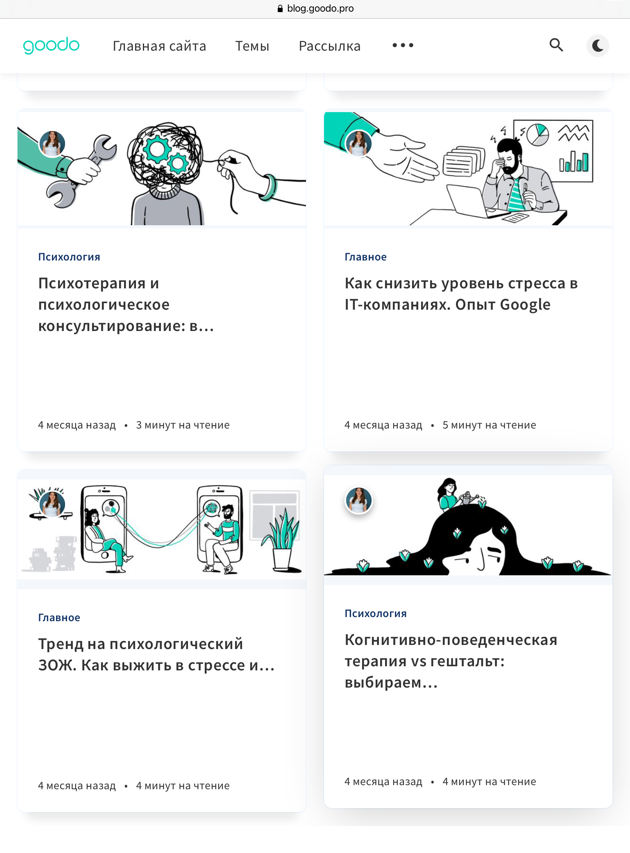 blog.goodo.pro
goodo
Главная сайта
Темы
Рассылка
Психология
Психотерапия и
психологическое
консультирование: в...
4 месяца назад • 3 минут на чтение
Главное
Как снизить уровень стресса в
IT-компаниях. Опыт Google
4 месяца назад • 5 минут на чтение
Главное
Тренд на психологический
ЗОЖ. Как выжить в стрессе и...
4 месяца назад • 4 минут на чтение
Психология
Когнитивно-поведенческая
терапия vs гештальт:
выбираем...
4 месяца назад • 4 минут на чтение